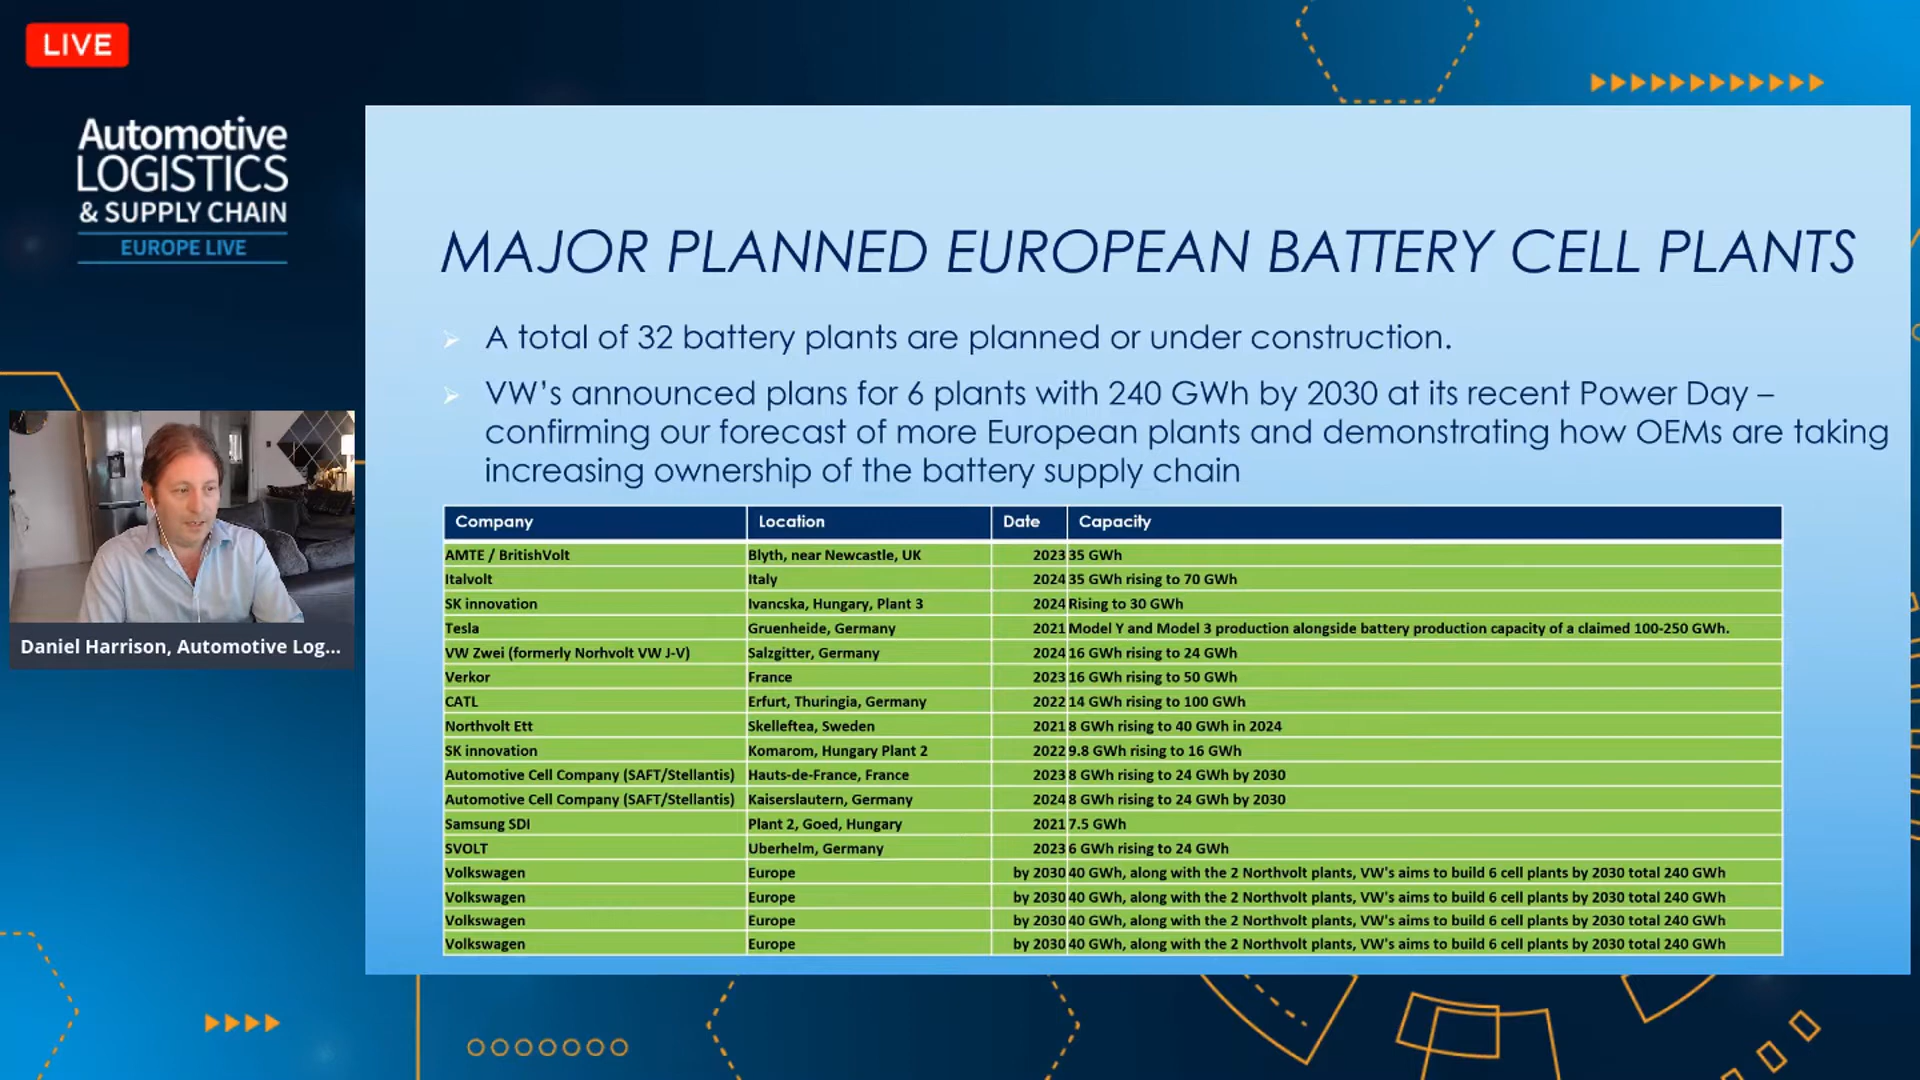 LIVE
Automotive
LOGISTICS
& SUPPLY CHAIN
EUROPE LIVE
MAJOR PLANNED EUROPEAN BATTERY CELL PLANTS
A total of 32 battery plants are planned or under construction.
VW's announced plans for 6 plants with 240 GWh by 2030 at its recent Power Day –
confirming our forecast of more European plants and demonstrating how OEMs are taking
increasing ownership of the battery supply chain
Company Location Date Capacity
AMTE / BritishVolt Blyth, near Newcastle, UK 2023 35 GWh
Italvolt Italy 2024 35 GWh rising to 70 GWh
SK innovation Ivancska, Hungary, Plant 3 2024 Rising to 30 GWh
Tesla Gruenheide, Germany 2021 Model Y and Model 3 production alongside battery production capacity of a claimed 100-250 GWh.
VW Zwei (formerly Norhvolt VW J-V) Salzgitter, Germany 2024 16 GWh rising to 24 GWh
Verkor France 2023 16 GWh rising to 50 GWh
CATL Erfurt, Thuringia, Germany 2022 14 GWh rising to 100 GWh
Northvolt Ett Skelleftea, Sweden 2021 8 GWh rising to 40 GWh in 2024
SK innovation Komarom, Hungary Plant 2 2022 9.8 GWh rising to 16 GWh
Automotive Cell Company (SAFT/Stellantis) Hauts-de-France, France 2023 8 GWh rising to 24 GWh by 2030
Automotive Cell Company (SAFT/Stellantis) Kaiserslautern, Germany 2024 8 GWh rising to 24 GWh by 2030
Samsung SDI Plant 2, Goed, Hungary 2021 7.5 GWh
SVOLT Uberhelm, Germany 2023 6 GWh rising to 24 GWh
Volkswagen Europe by 2030 40 GWh, along with the 2 Northvolt plants, VW's aims to build 6 cell plants by 2030 total 240 GWh
Volkswagen Europe by 2030 40 GWh, along with the 2 Northvolt plants, VW's aims to build 6 cell plants by 2030 total 240 GWh
Volkswagen Europe by 2030 40 GWh, along with the 2 Northvolt plants, VW's aims to build 6 cell plants by 2030 total 240 GWh
Volkswagen Europe by 2030 40 GWh, along with the 2 Northvolt plants, VW's aims to build 6 cell plants by 2030 total 240 GWh
Daniel Harrison, Automotive Log...